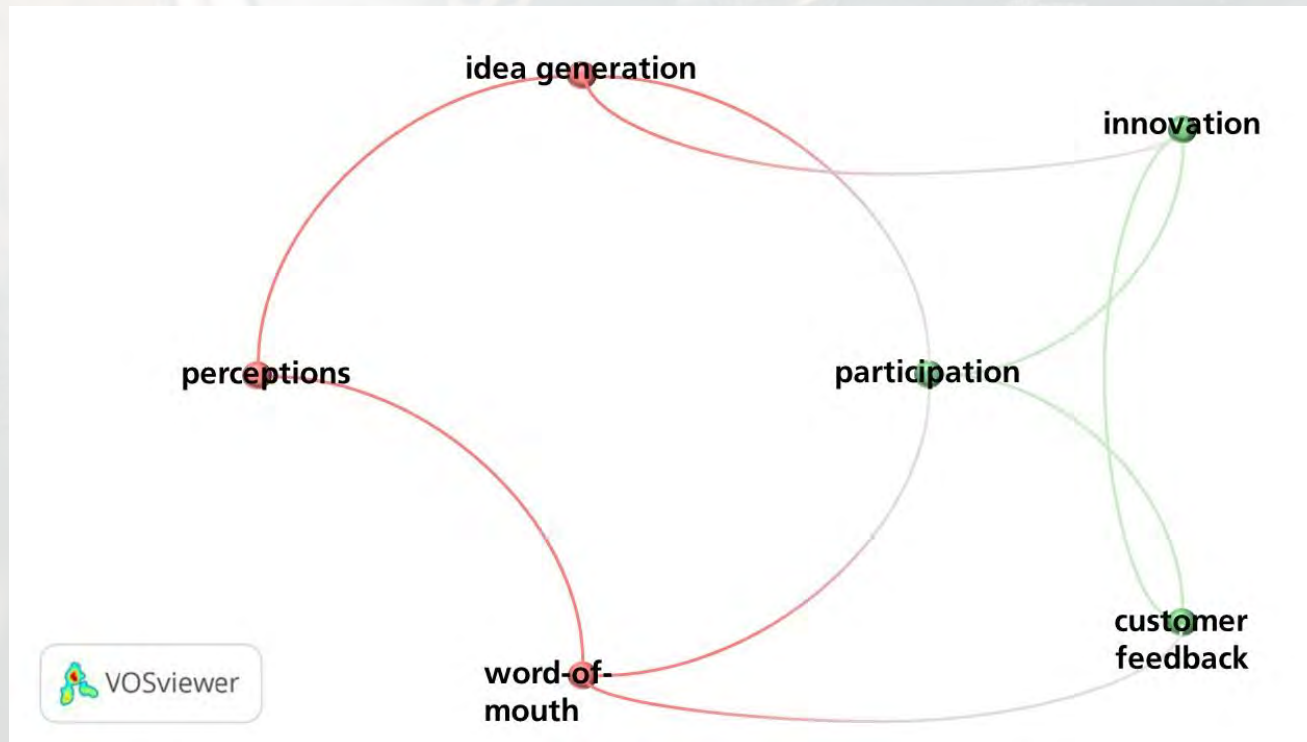 idea generation
innovation
perceptions
participation
customer
feedback
word-of-
mouth
VOSviewer